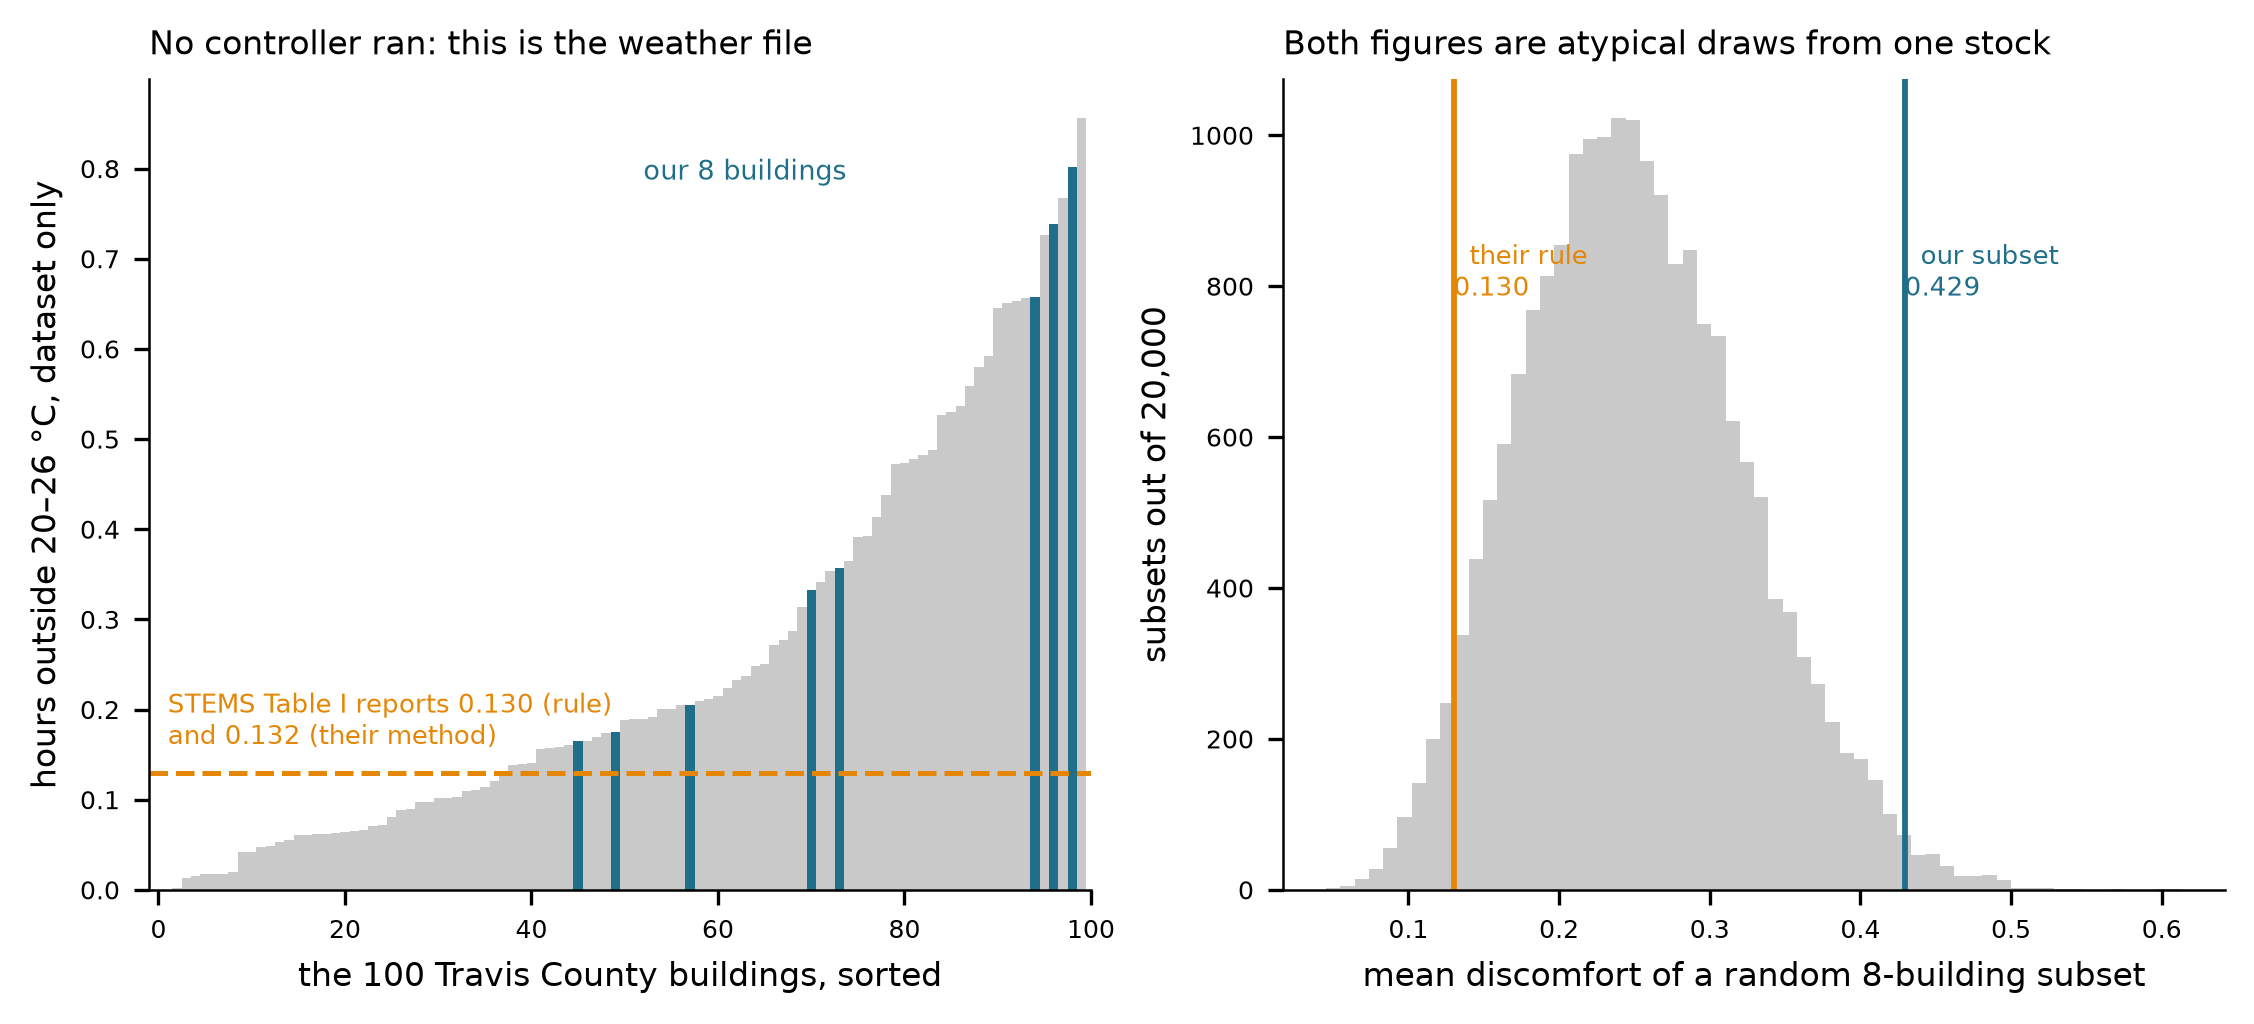 No controller ran: this is the weather file
hours outside 20–26 °C, dataset only
0.8
0.7
0.6
0.5
0.4
0.3
0.2
0.1
0.0
our 8 buildings
STEMS Table I reports 0.130 (rule)
and 0.132 (their method)
0
20
40
60
80
100
the 100 Travis County buildings, sorted
Both figures are atypical draws from one stock
subsets out of 20,000
1000
800
600
400
200
0
their rule
0.130
our subset
0.429
0.1
0.2
0.3
0.4
0.5
0.6
mean discomfort of a random 8-building subset